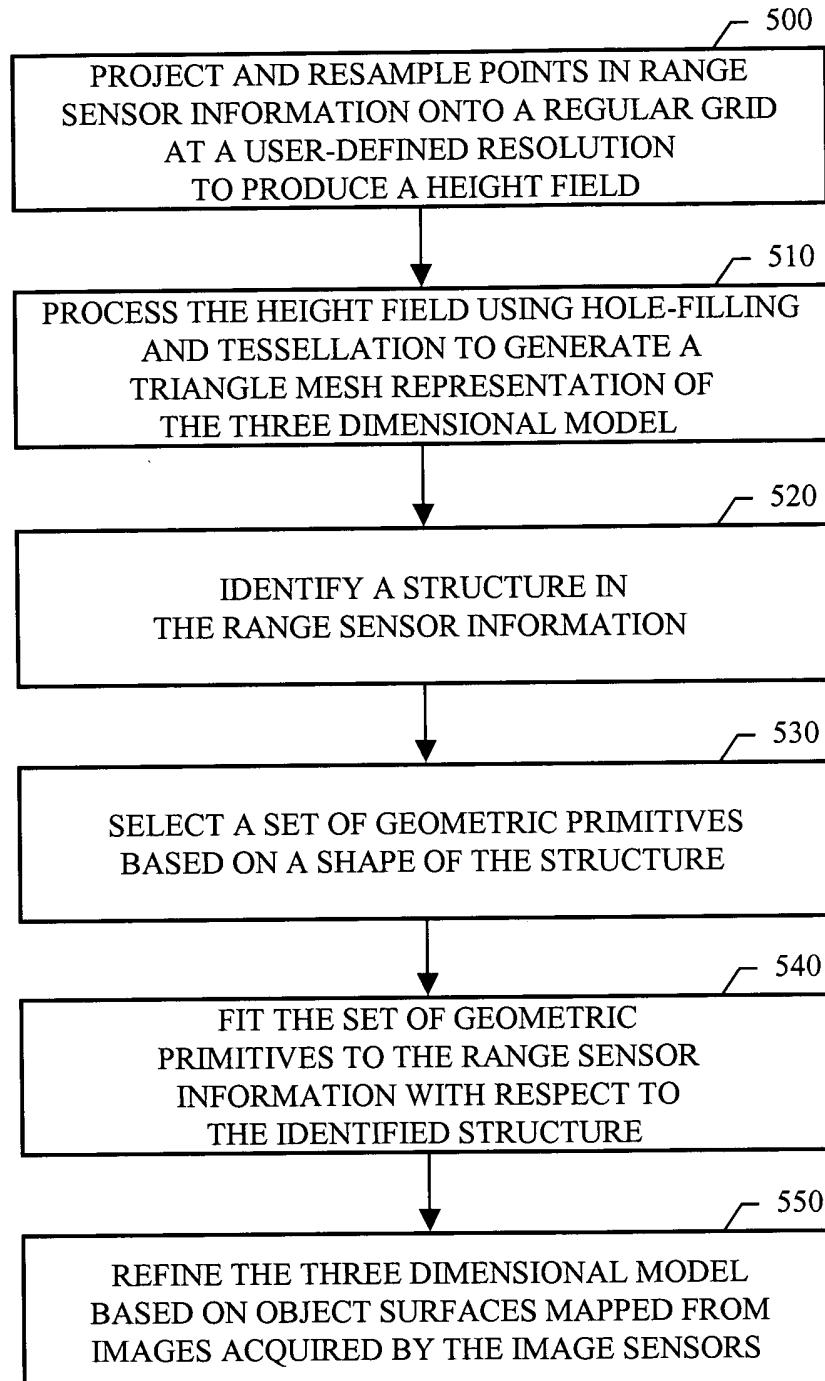 500
PROJECT AND RESAMPLE POINTS IN RANGE
SENSOR INFORMATION ONTO A REGULAR GRID
AT A USER-DEFINED RESOLUTION
TO PRODUCE A HEIGHT FIELD
510
PROCESS THE HEIGHT FIELD USING HOLE-FILLING
AND TESSELLATION TO GENERATE A
TRIANGLE MESH REPRESENTATION OF
THE THREE DIMENSIONAL MODEL
520
IDENTIFY A STRUCTURE IN
THE RANGE SENSOR INFORMATION
530
SELECT A SET OF GEOMETRIC PRIMITIVES
BASED ON A SHAPE OF THE STRUCTURE
540
FIT THE SET OF GEOMETRIC
PRIMITIVES TO THE RANGE SENSOR
INFORMATION WITH RESPECT TO
THE IDENTIFIED STRUCTURE
550
REFINE THE THREE DIMENSIONAL MODEL
BASED ON OBJECT SURFACES MAPPED FROM
IMAGES ACQUIRED BY THE IMAGE SENSORS